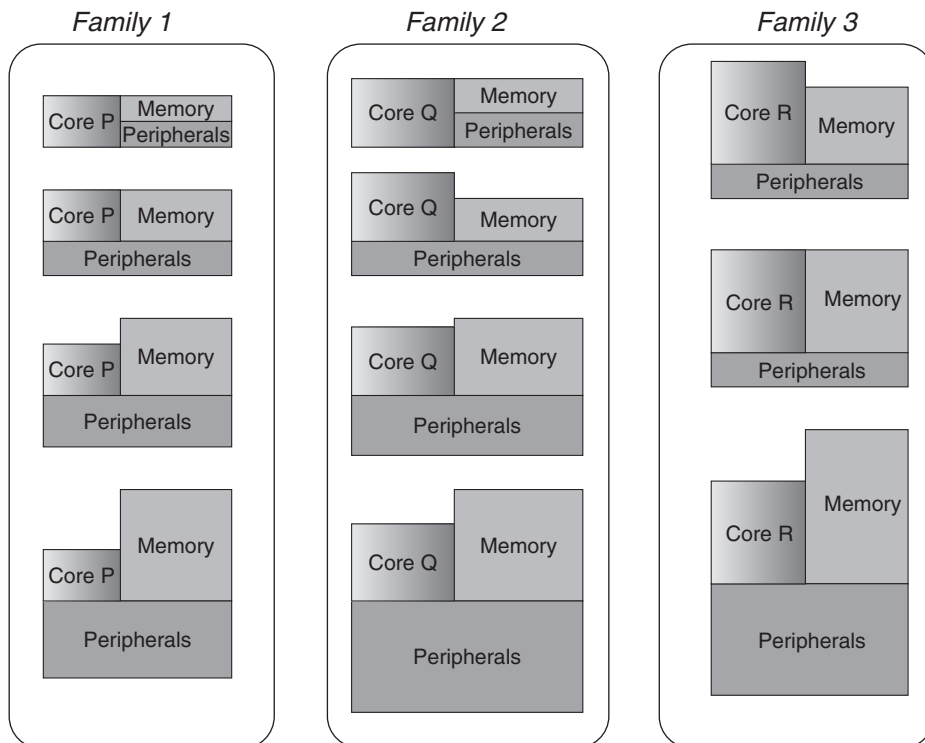 Family 1
Family 2
Family 3
Core P
Memory
Peripherals
Core P
Memory
Peripherals
Core P
Memory
Peripherals
Core P
Memory
Peripherals
Core Q
Memory
Peripherals
Core Q
Memory
Peripherals
Core Q
Memory
Peripherals
Core Q
Memory
Peripherals
Core R
Memory
Peripherals
Core R
Memory
Peripherals
Core R
Memory
Peripherals